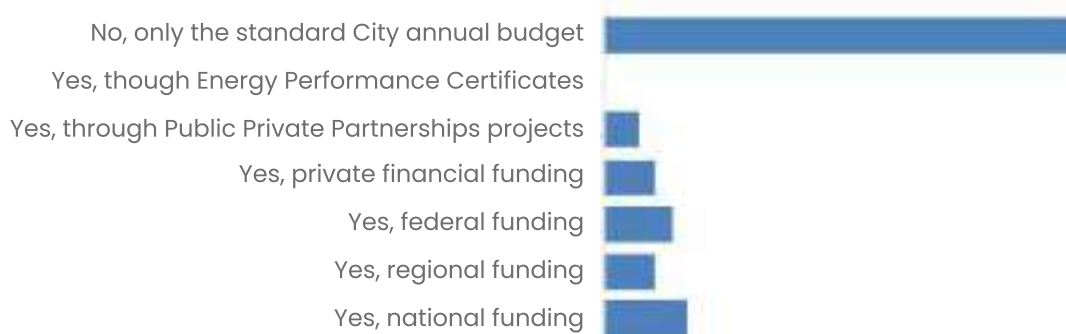 No, only the standard City annual budget
Yes, though Energy Performance Certificates
Yes, through Public Private Partnerships projects
Yes, private financial funding
Yes, federal funding
Yes, regional funding
Yes, national funding